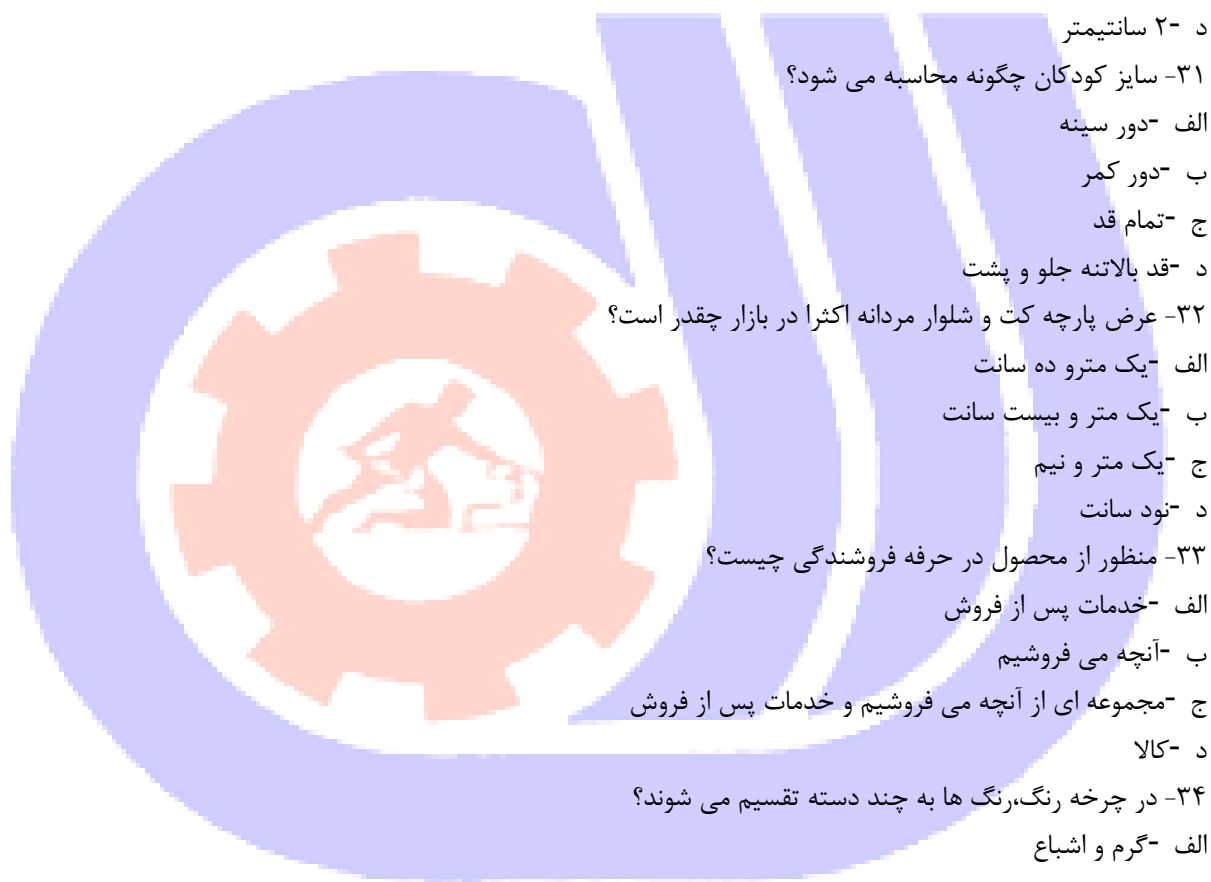 د -۲ سانتیمتر
۳۱- سایز کودکان چگونه محاسبه می شود؟
الف -دور سینه
ب -دور کمر
ج -تمام قد
د -قد بالاتنه جلو و پشت
۳۲- عرض پارچه کت و شلوار مردانه اکثرا در بازار چقدر است؟
الف -یک مترو ده سانت
ب -یک متر و بیست سانت
ج -یک متر و نیم
د -نود سانت
۳۳- منظور از محصول در حرفه فروشندگی چیست؟
الف -خدمات پس از فروش
ب -آنچه می فروشیم
ج -مجموعه ای از آنچه می فروشیم و خدمات پس از فروش
د -کالا
۳۴- در چرخه رنگ،رنگ ها به چند دسته تقسیم می شوند؟
الف -گرم و اشباع